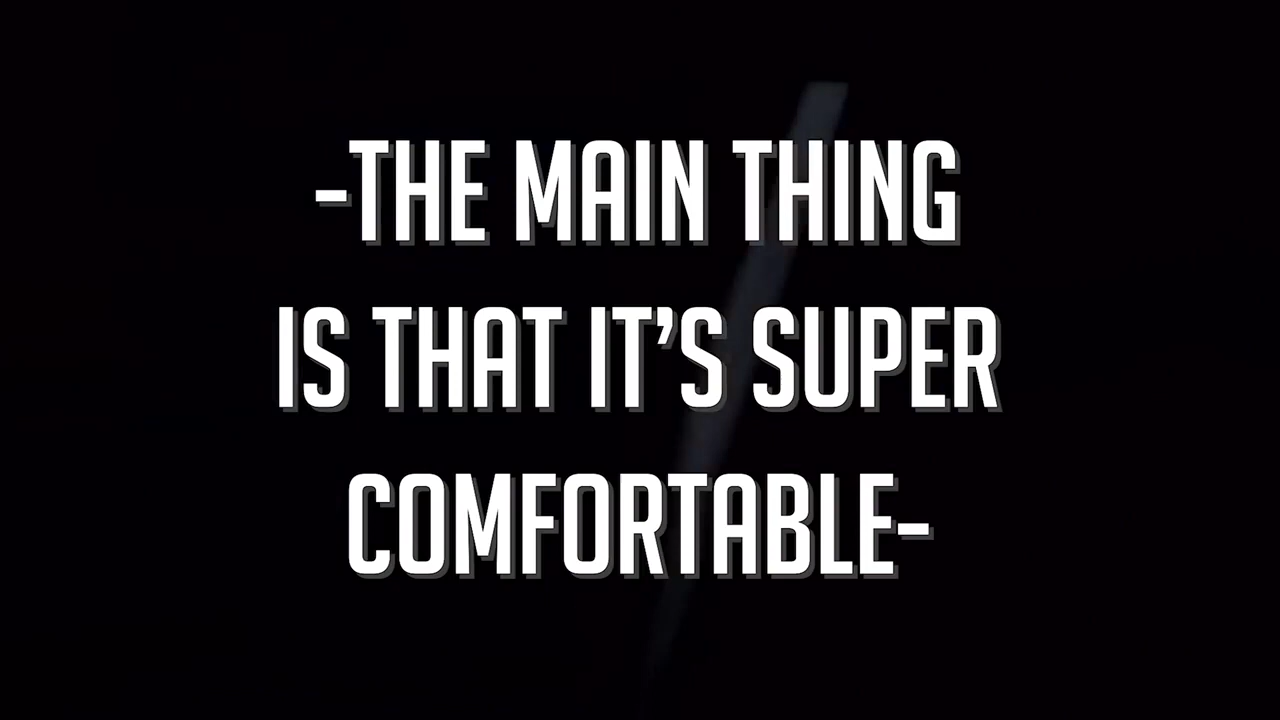 -THE MAIN THING
IS THAT IT’S SUPER
COMFORTABLE-